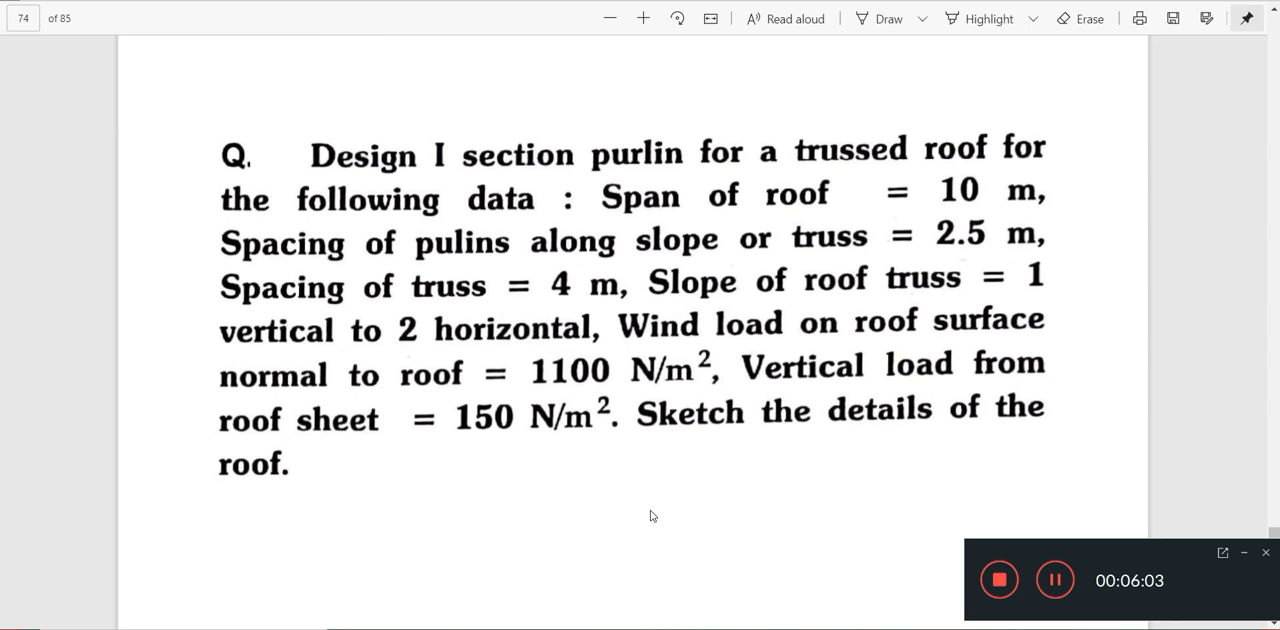 74 of 85 Read aloud Draw Highlight Erase
Q. Design I section purlin for a trussed roof for
the following data : Span of roof = 10 m,
Spacing of pulins along slope or truss = 2.5 m,
Spacing of truss = 4 m, Slope of roof truss = 1
vertical to 2 horizontal, Wind load on roof surface
normal to roof = 1100 N/m², Vertical load from
roof sheet = 150 N/m². Sketch the details of the
roof.
00:06:03